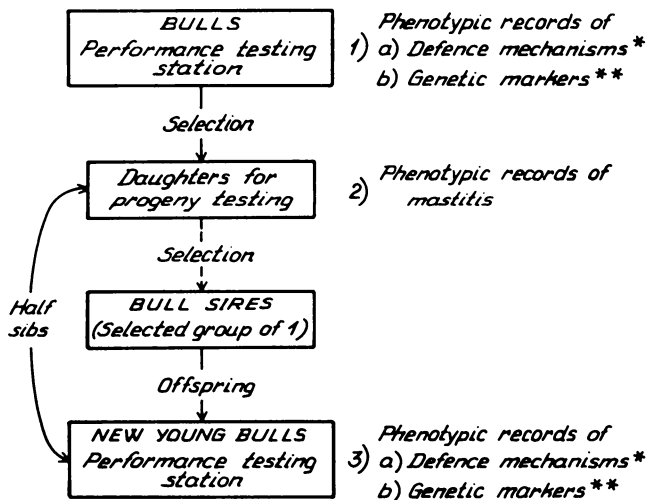 BULLS
Performance testing
station
Phenotypic records of
1) a) Defence mechanisms*
b) Genetic markers**
Selection
Daughters for
progeny testing
2) Phenotypic records of
mastitis
Selection
Half
sibs
BULL SIRES
(Selected group of 1)
Offspring
NEW YOUNG BULLS
Performance testing
station
Phenotypic records of
3) a) Defence mechanisms*
b) Genetic markers**